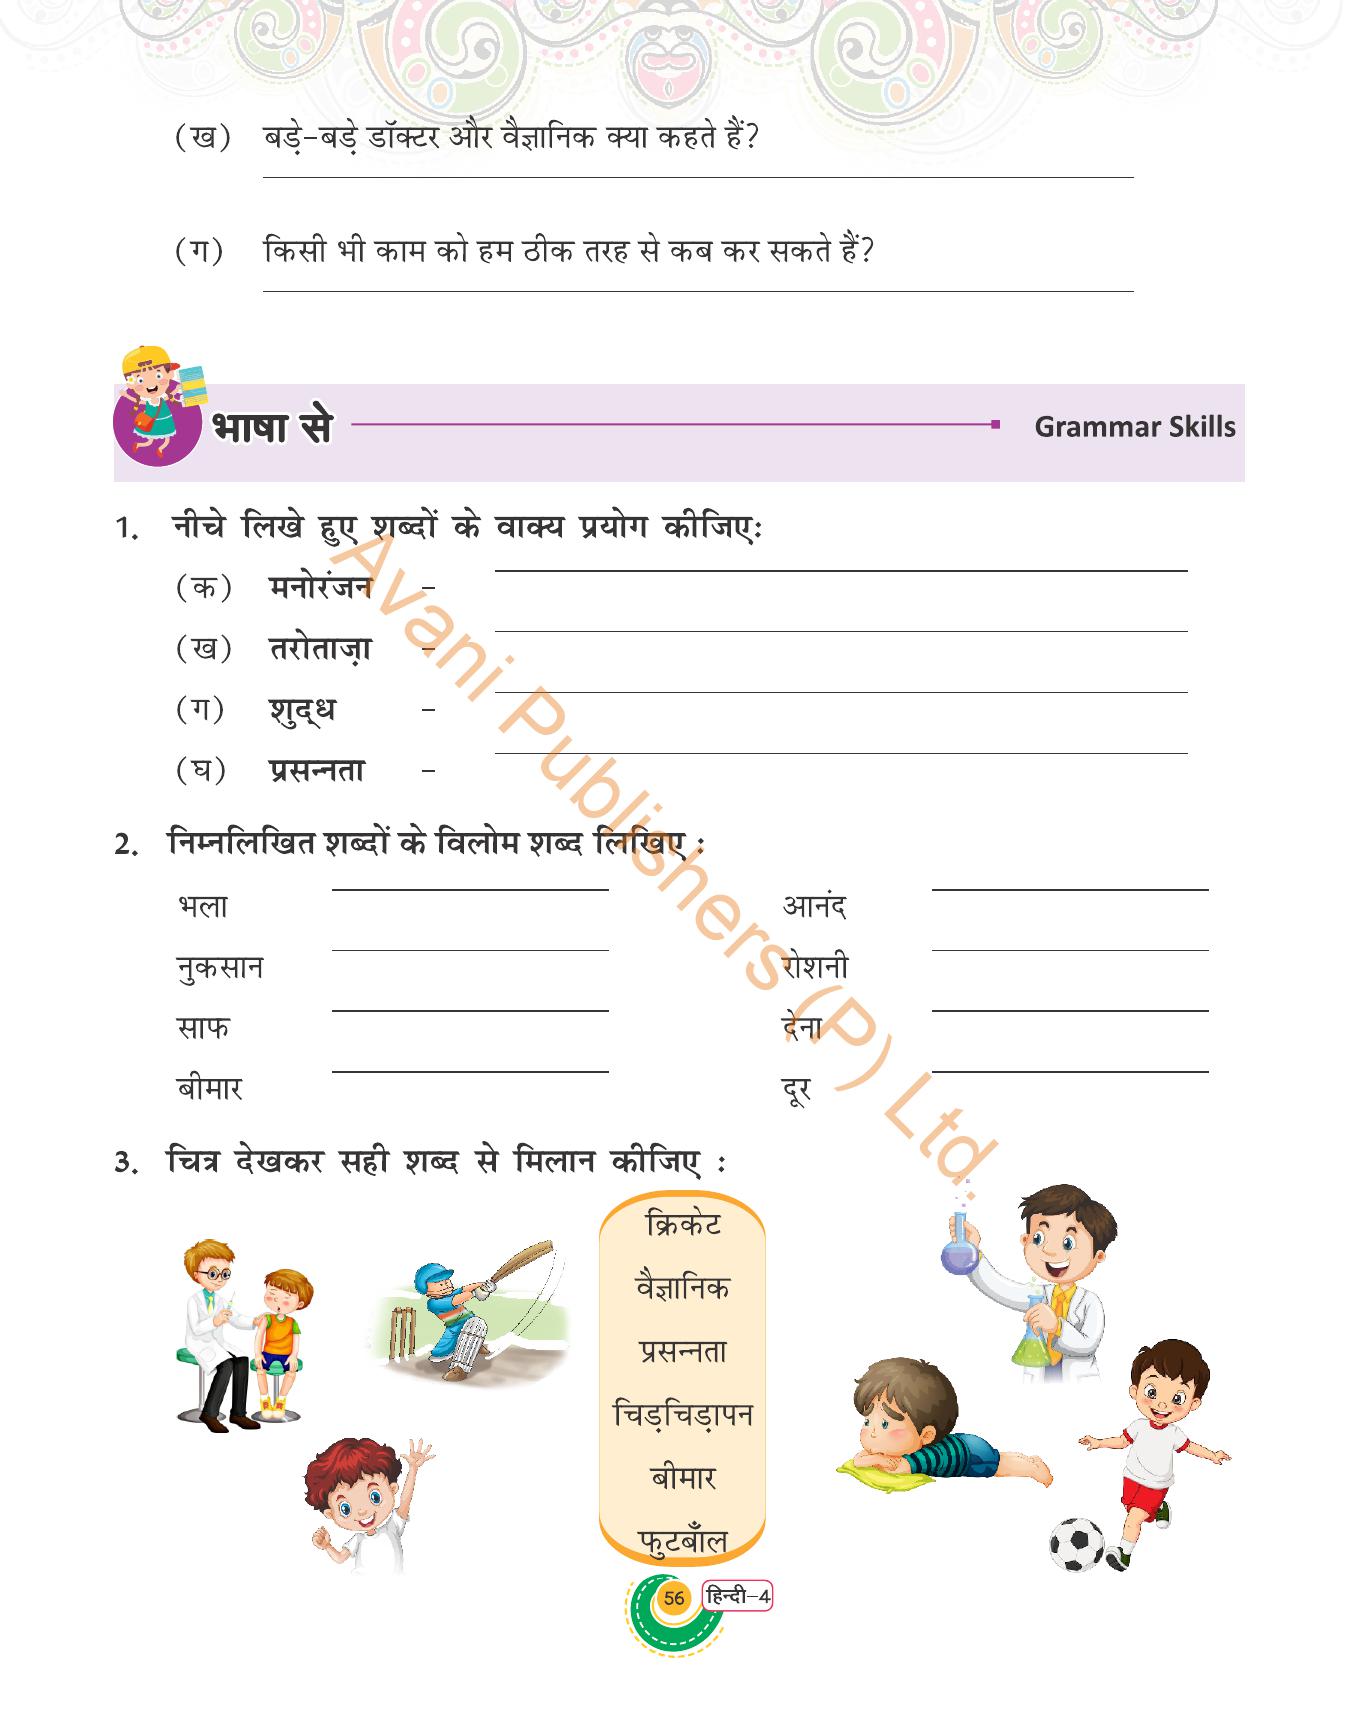 (ख) बड़े-बड़े डॉक्टर और वैज्ञानिक क्या कहते हैं?
(ग) किसी भी काम को हम ठीक तरह से कब कर सकते हैं?
भाषा से Grammar Skills
1. नीचे लिखे हुए शब्दों के वाक्य प्रयोग कीजिएः
(क) मनोरंजन –
(ख) तरोताज़ा –
(ग) शुद्ध –
(घ) प्रसन्नता –
2. निम्नलिखित शब्दों के विलोम शब्द लिखिए :
भला आनंद
नुकसान रोशनी
साफ देना
बीमार दूर
3. चित्र देखकर सही शब्द से मिलान कीजिए :
क्रिकेट
वैज्ञानिक
प्रसन्नता
चिड़चिड़ापन
बीमार
फुटबाँल
56 हिन्दी–4
Avani Publishers (P) Ltd.